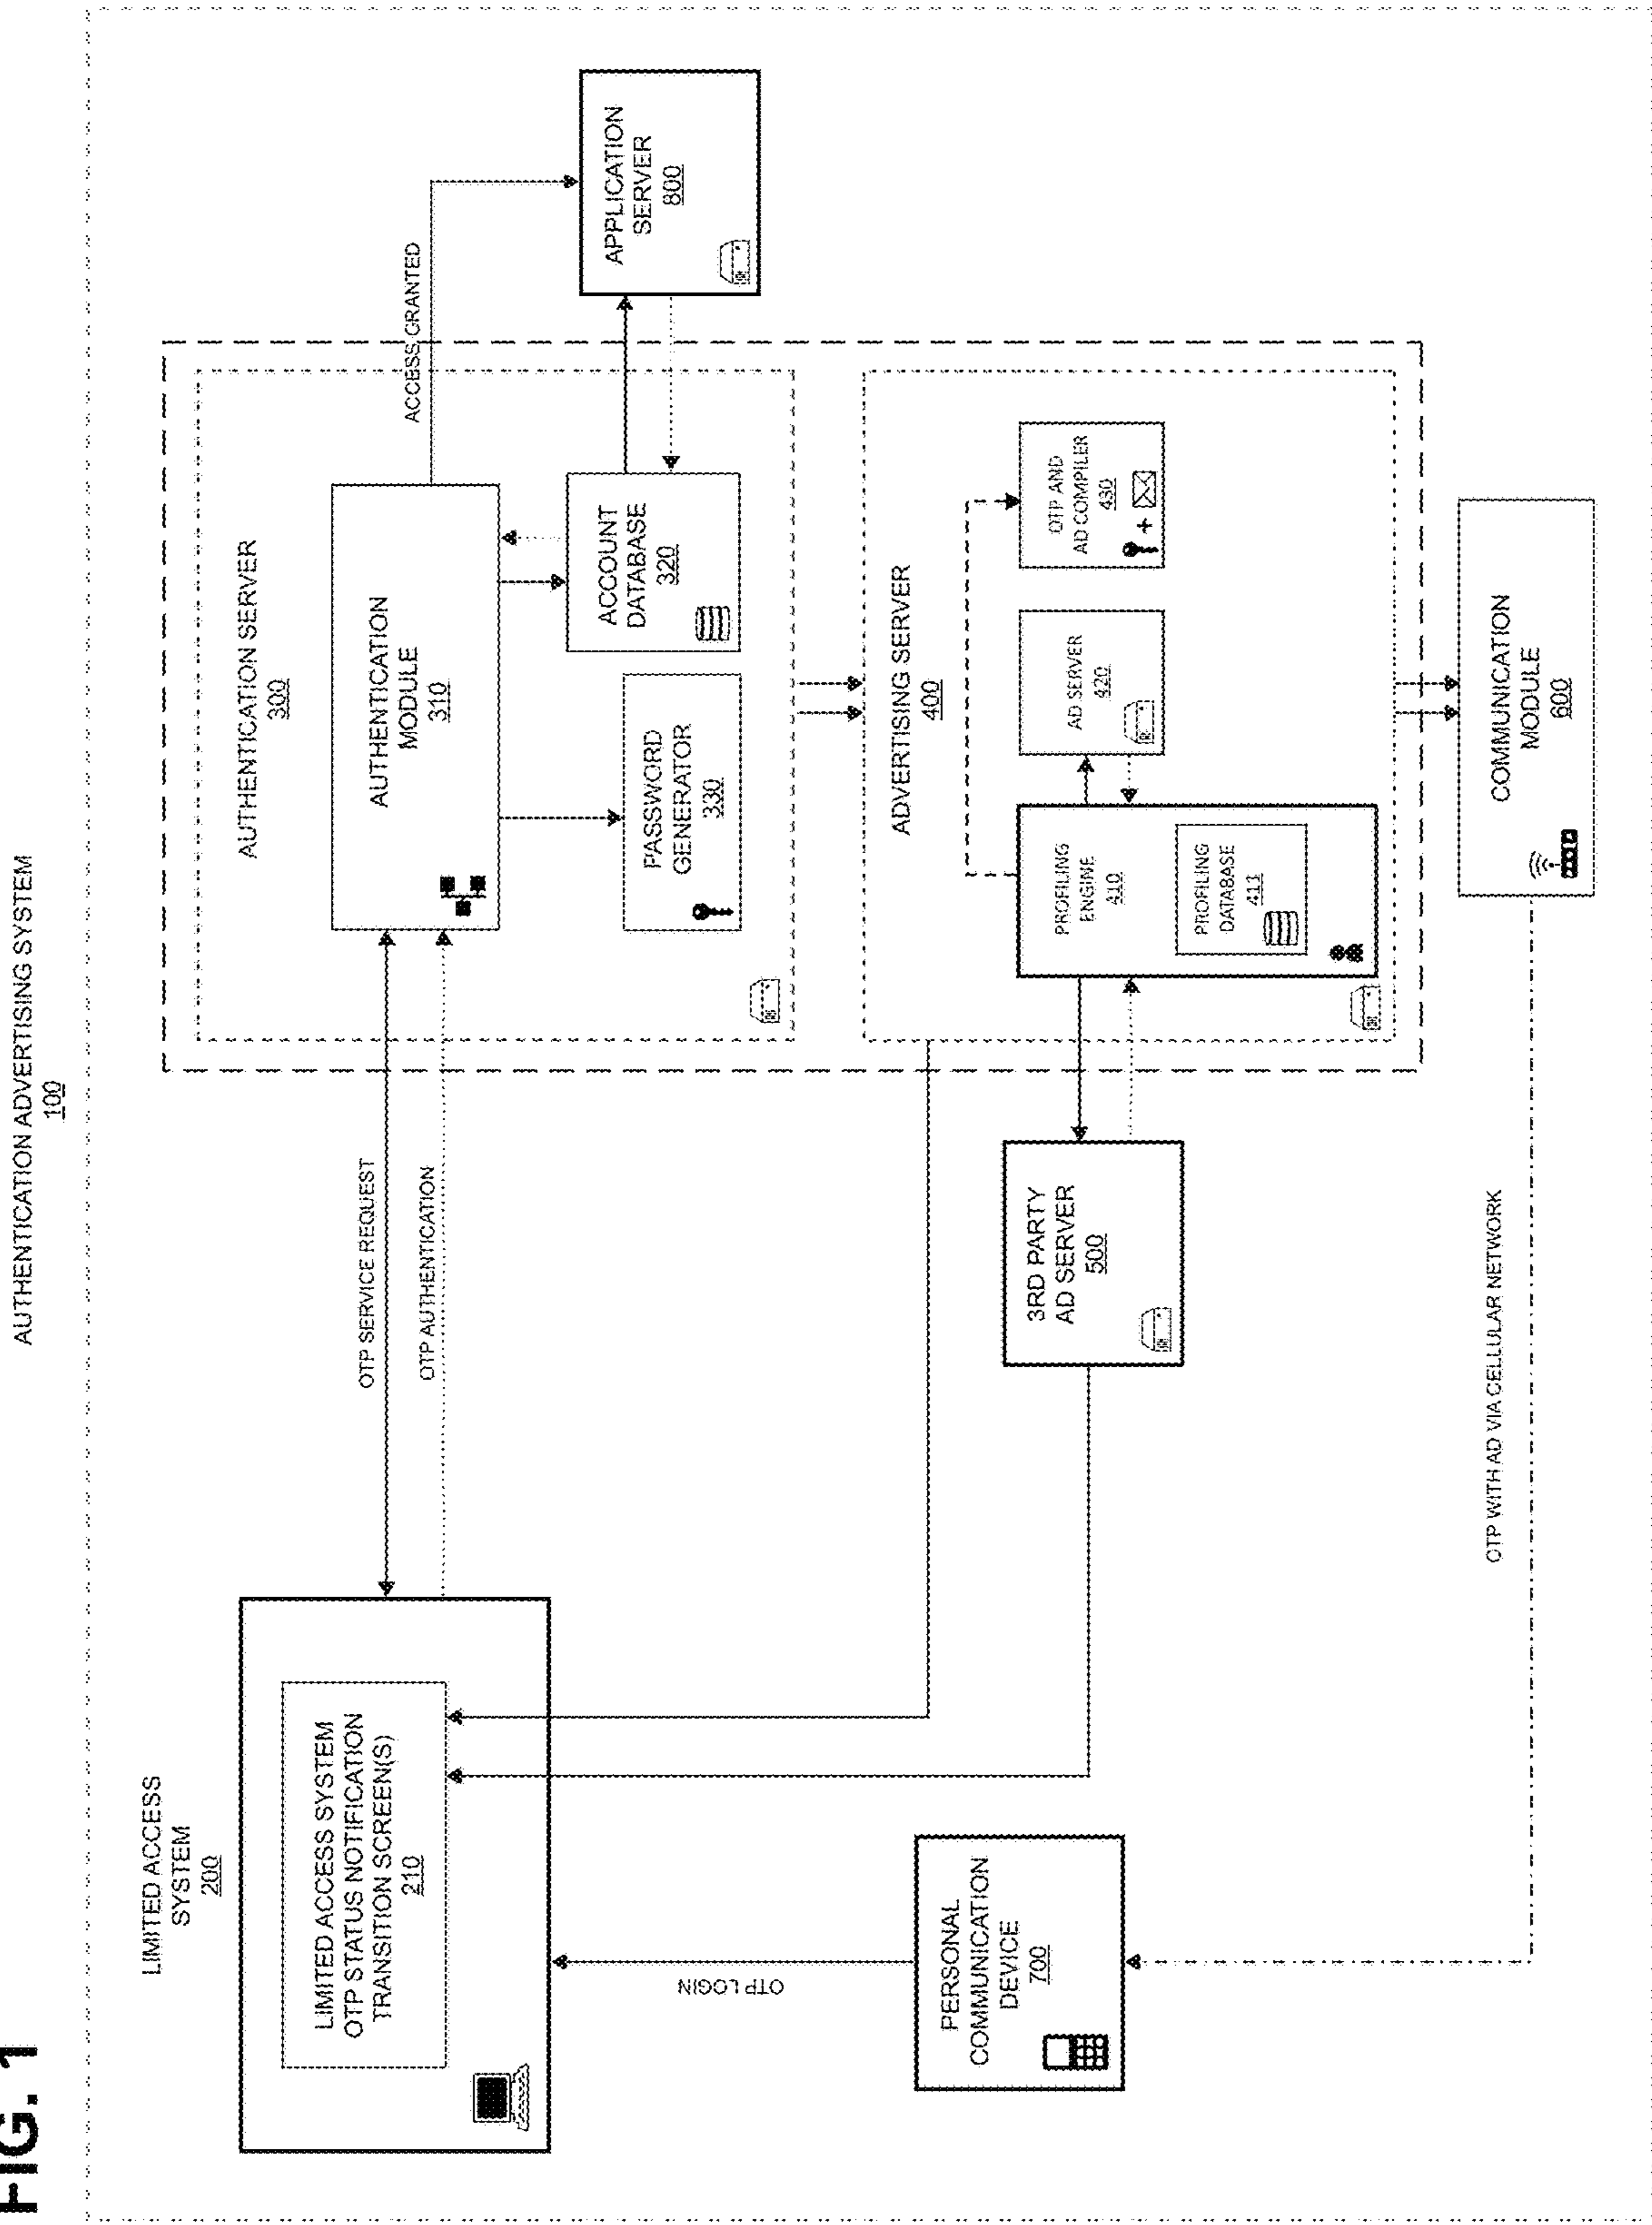 FIG. 1
AUTHENTICATION ADVERTISING SYSTEM
100
LIMITED ACCESS
SYSTEM
200
LIMITED ACCESS SYSTEM
OTP STATUS NOTIFICATION
TRANSITION SCREEN(S)
210
OTP SERVICE REQUEST
OTP AUTHENTICATION
AUTHENTICATION SERVER
300
AUTHENTICATION
MODULE
310
PASSWORD
GENERATOR
330
ACCOUNT
DATABASE
320
ACCESS GRANTED
APPLICATION
SERVER
800
ADVERTISING SERVER
400
PROFILING
ENGINE
410
PROFILING
DATABASE
411
AD SERVER
420
OTP AND
AD COMPILER
430
+
3RD PARTY
AD SERVER
500
OTP LOGIN
PERSONAL
COMMUNICATION
DEVICE
700
OTP WITH AD VIA CELLULAR NETWORK
COMMUNICATION
MODULE
600